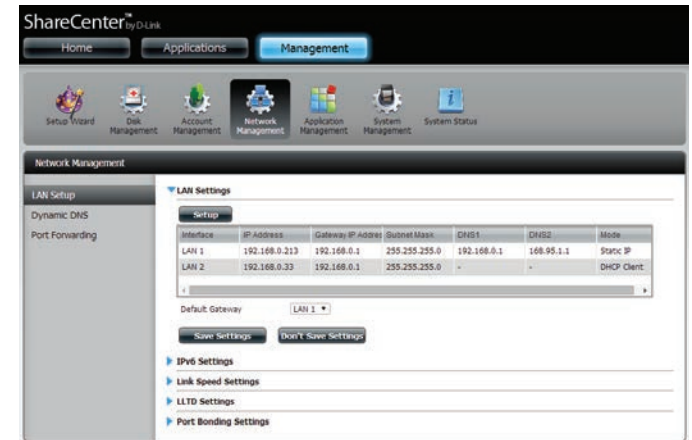 ShareCenter™ by D-Link
Home Applications Management
Setup Wizard Disk Management Account Management Network Management Application Management System Management System Status
Network Management
LAN Setup
Dynamic DNS
Port Forwarding
LAN Settings
Setup
Interface IP Address Gateway IP Addres Subnet Mask DNS1 DNS2 Mode
LAN 1 192.168.0.213 192.168.0.1 255.255.255.0 192.168.0.1 168.95.1.1 Static IP
LAN 2 192.168.0.33 192.168.0.1 255.255.255.0 - - DHCP Client
Default Gateway LAN 1
Save Settings Don't Save Settings
IPv6 Settings
Link Speed Settings
LLTD Settings
Port Bonding Settings